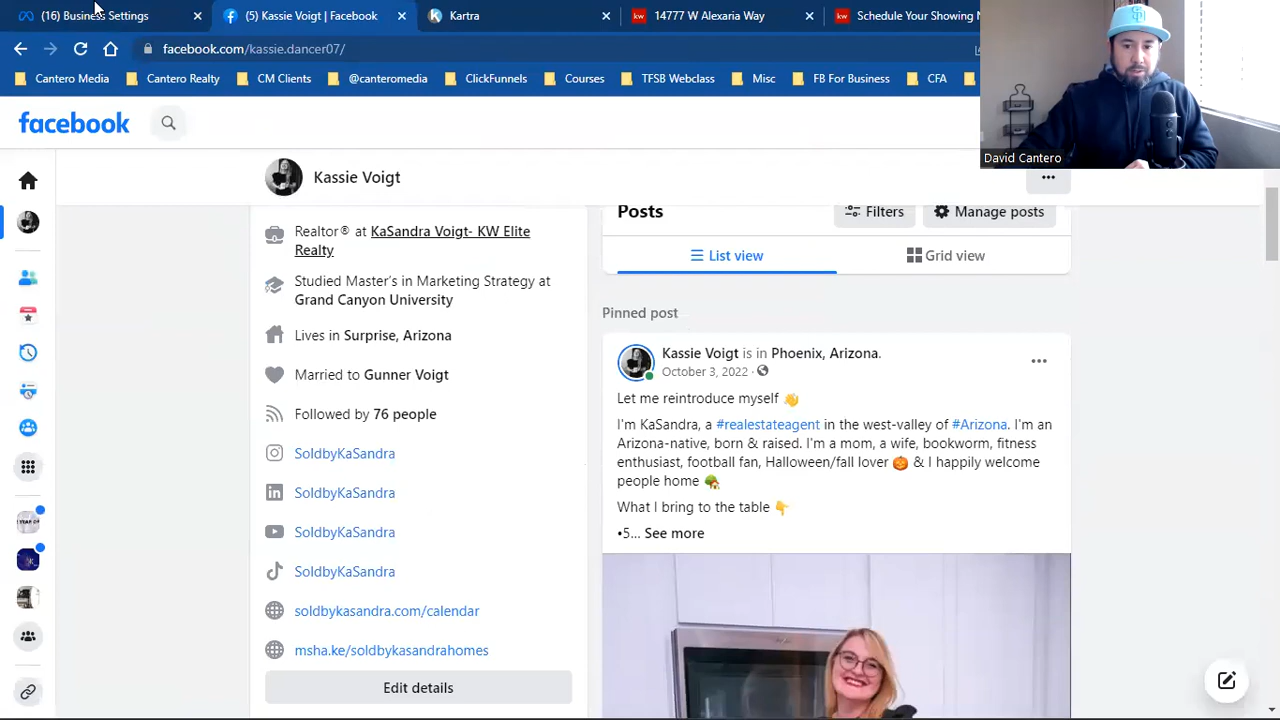 (16) Business Settings
(5) Kassie Voigt | Facebook
Kartra
14777 W Alexaria Way
Schedule Your Showing N
facebook.com/kassie.dancer07/
Cantero Media
Cantero Realty
CM Clients
@canteromedia
ClickFunnels
Courses
TFSB Webclass
Misc
FB For Business
CFA
David Cantero
facebook
Kassie Voigt
Realtor® at KaSandra Voigt- KW Elite
Realty
Studied Master's in Marketing Strategy at
Grand Canyon University
Lives in Surprise, Arizona
Married to Gunner Voigt
Followed by 76 people
SoldbyKaSandra
SoldbyKaSandra
SoldbyKaSandra
SoldbyKaSandra
soldbykasandra.com/calendar
msha.ke/soldbykasandrahomes
Edit details
Posts
Filters
Manage posts
List view
Grid view
Pinned post
Kassie Voigt is in Phoenix, Arizona.
October 3, 2022 ·
Let me reintroduce myself 👋
I'm KaSandra, a #realestateagent in the west-valley of #Arizona. I'm an
Arizona-native, born & raised. I'm a mom, a wife, bookworm, fitness
enthusiast, football fan, Halloween/fall lover 🎃 & I happily welcome
people home 🏡
What I bring to the table 👇
•5... See more